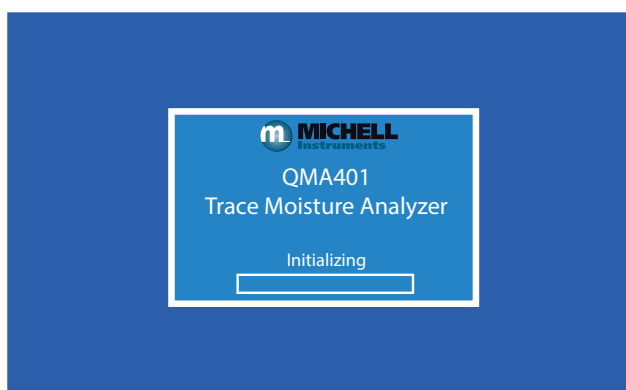 m MICHELL
Instruments
QMA401
Trace Moisture Analyzer
Initializing